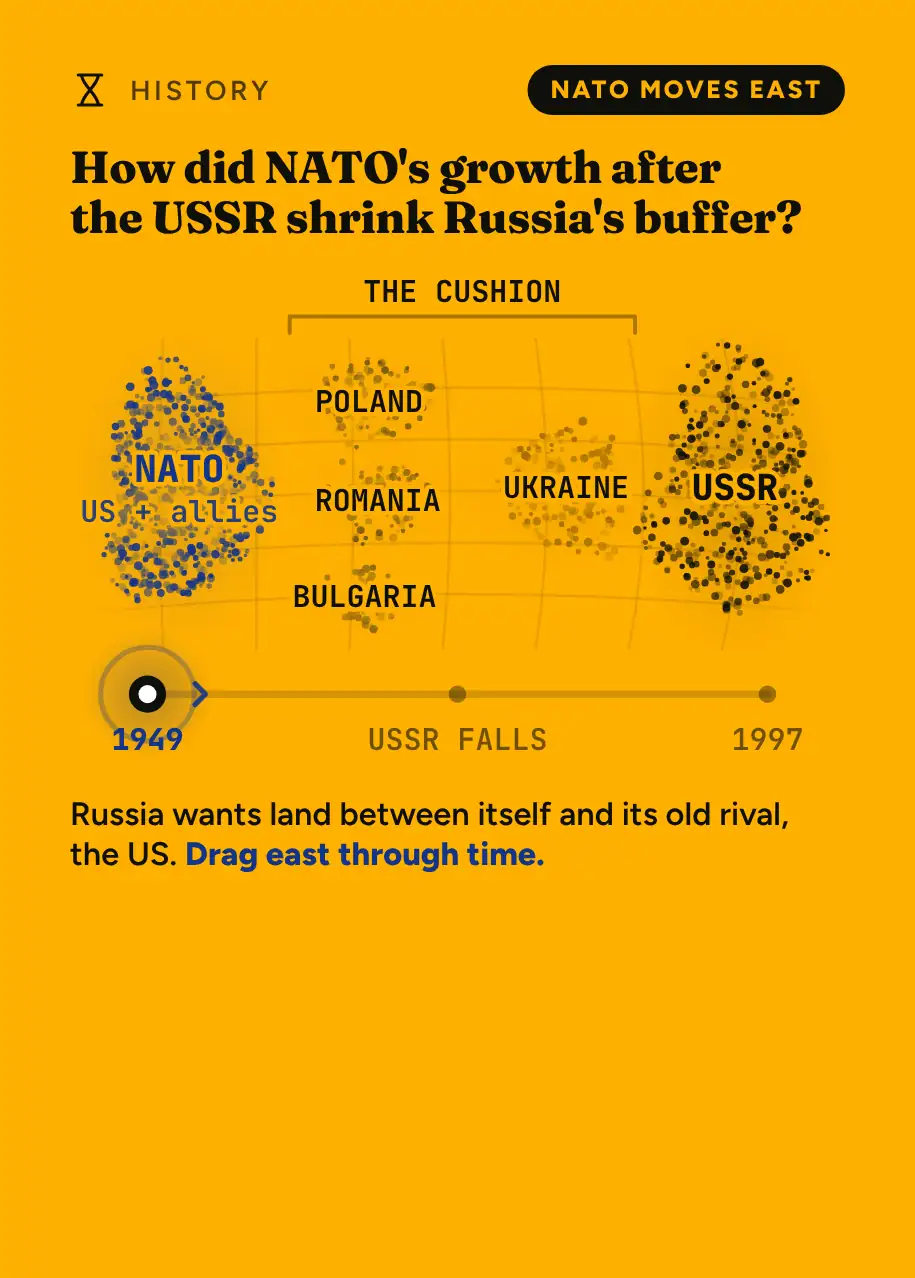 HISTORY
NATO MOVES EAST
How did NATO's growth after
the USSR shrink Russia's buffer?
THE CUSHION
POLAND
NATO
US + allies
ROMANIA
UKRAINE
USSR
BULGARIA
1949
USSR FALLS
1997
Russia wants land between itself and its old rival,
the US. Drag east through time.